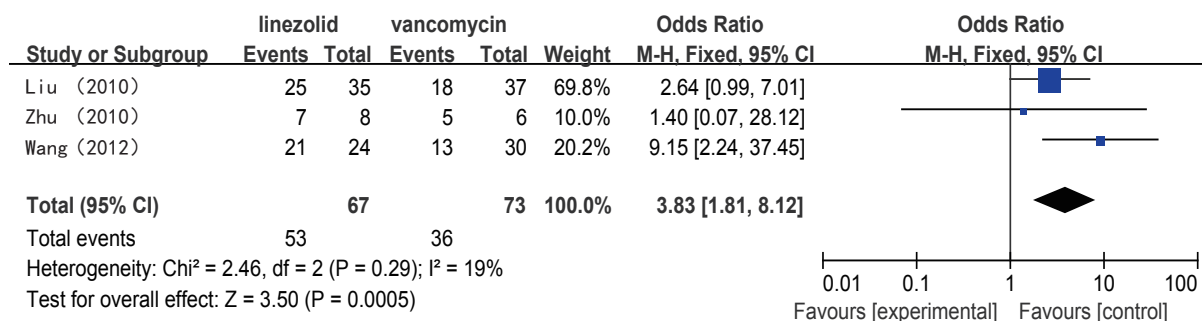 linezolid vancomycin Odds Ratio Odds Ratio
Study or Subgroup Events Total Events Total Weight M-H, Fixed, 95% CI M-H, Fixed, 95% CI
Liu （2010） 25 35 18 37 69.8% 2.64 [0.99, 7.01]
Zhu （2010） 7 8 5 6 10.0% 1.40 [0.07, 28.12]
Wang（2012） 21 24 13 30 20.2% 9.15 [2.24, 37.45]
Total (95% CI) 67 73 100.0% 3.83 [1.81, 8.12]
Total events 53 36
Heterogeneity: Chi² = 2.46, df = 2 (P = 0.29); I² = 19%
Test for overall effect: Z = 3.50 (P = 0.0005)
0.01 0.1 1 10 100
Favours [experimental] Favours [control]